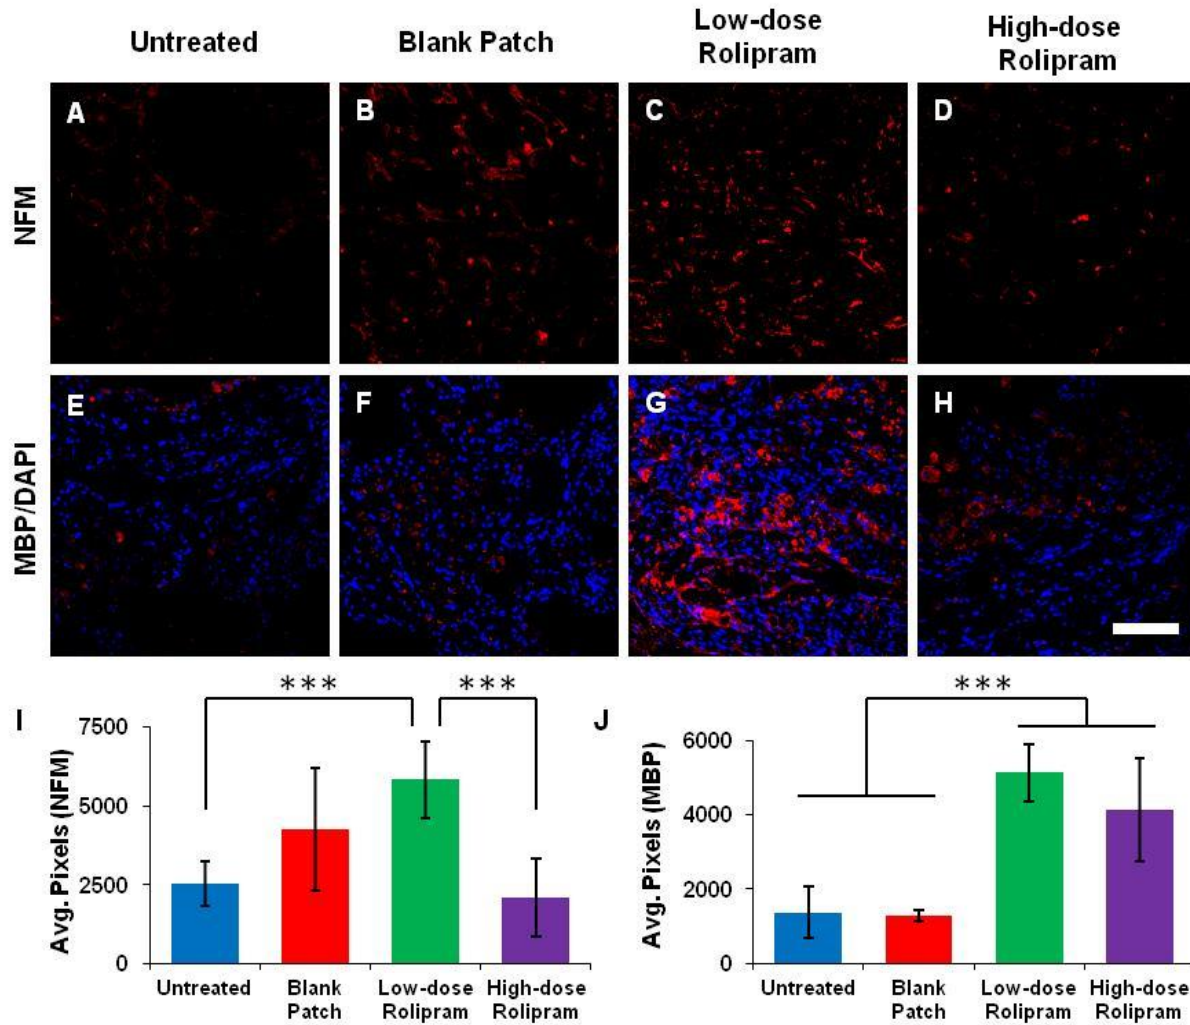 Untreated
Blank Patch
Low-dose
Rolipram
High-dose
Rolipram
NFM
A
B
C
D
MBP/DAPI
E
F
G
H
I
Avg. Pixels (NFM)
7500
5000
2500
0
***
***
Untreated
Blank
Patch
Low-dose
Rolipram
High-dose
Rolipram
J
Avg. Pixels (MBP)
6000
4000
2000
0
***
Untreated
Blank
Patch
Low-dose
Rolipram
High-dose
Rolipram